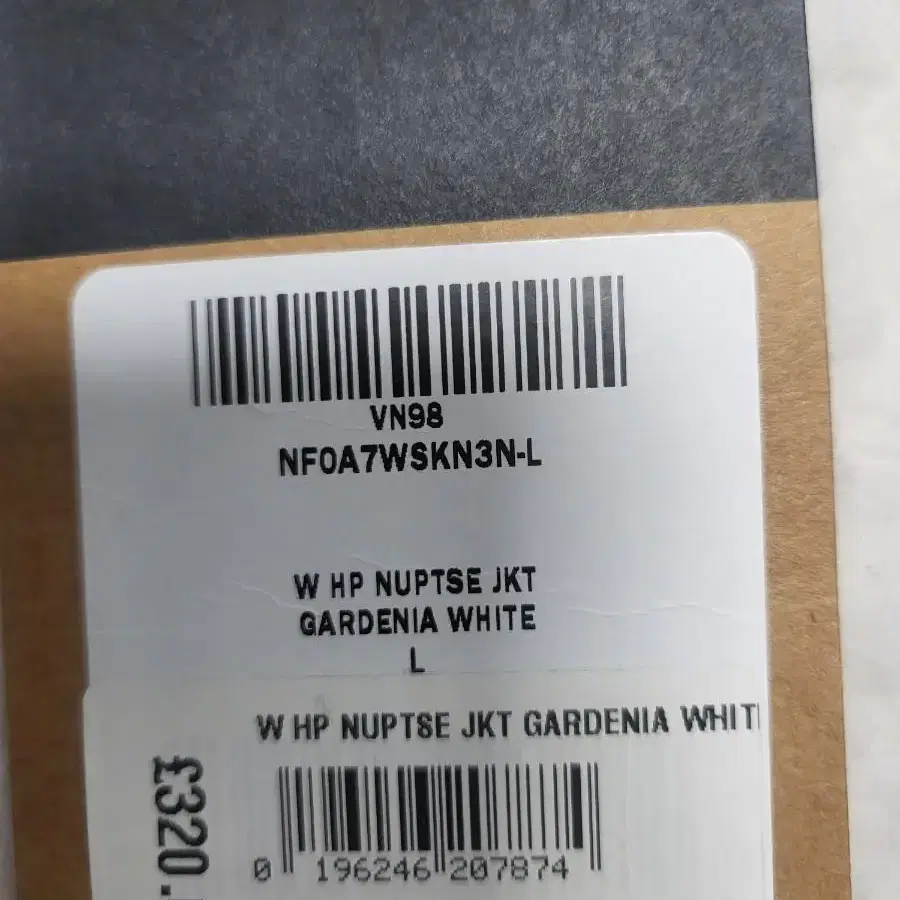 VN98
NF0A7WSKN3N-L
W HP NUPTSE JKT
GARDENIA WHITE
L
W HP NUPTSE JKT GARDENIA WHIT
£320.
0 196246 207874